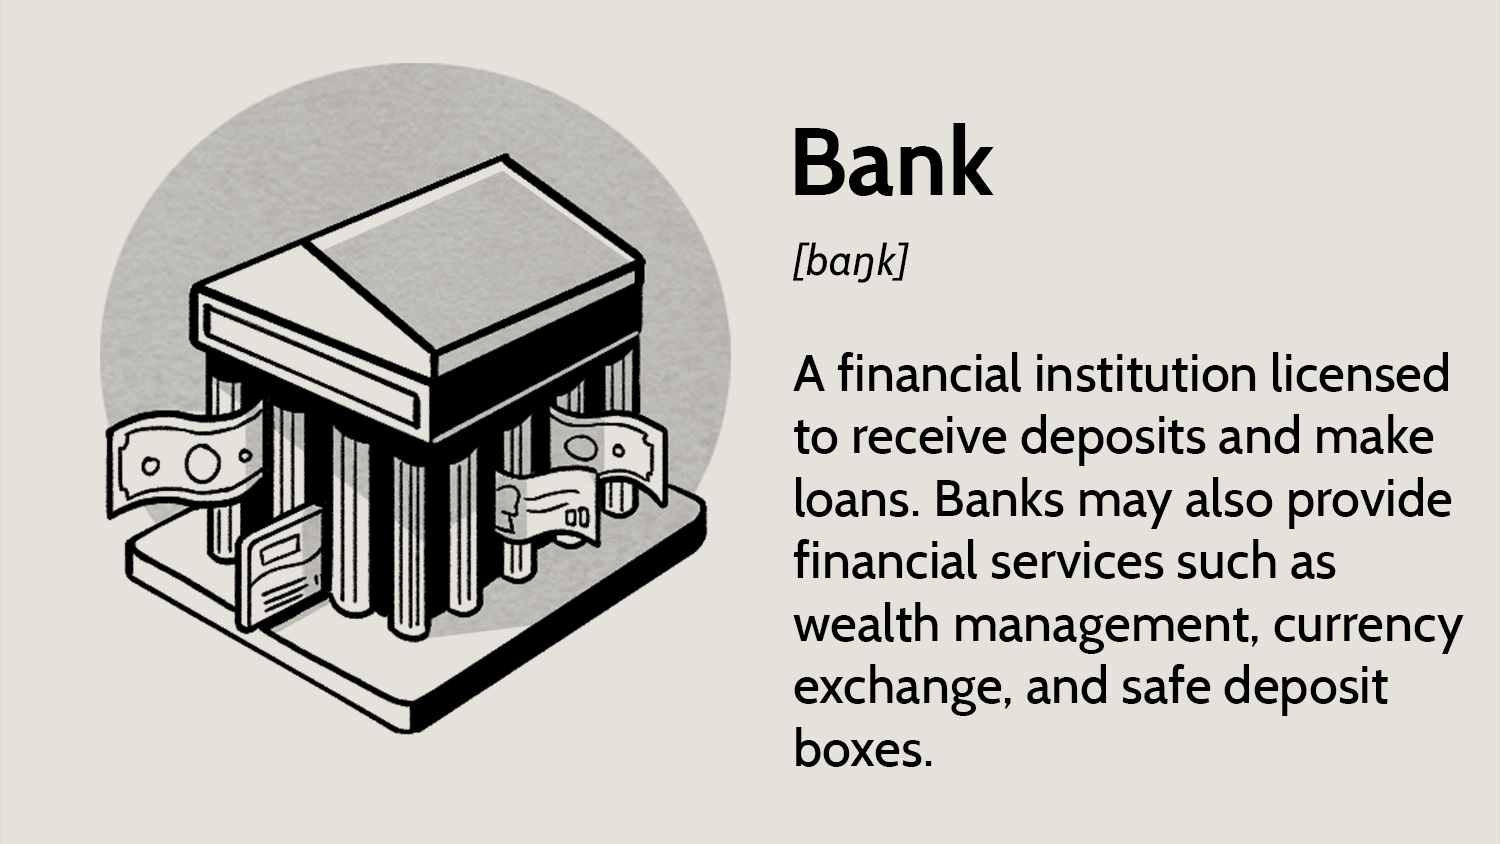 Bank
[baŋk]
A financial institution licensed
to receive deposits and make
loans. Banks may also provide
financial services such as
wealth management, currency
exchange, and safe deposit
boxes.